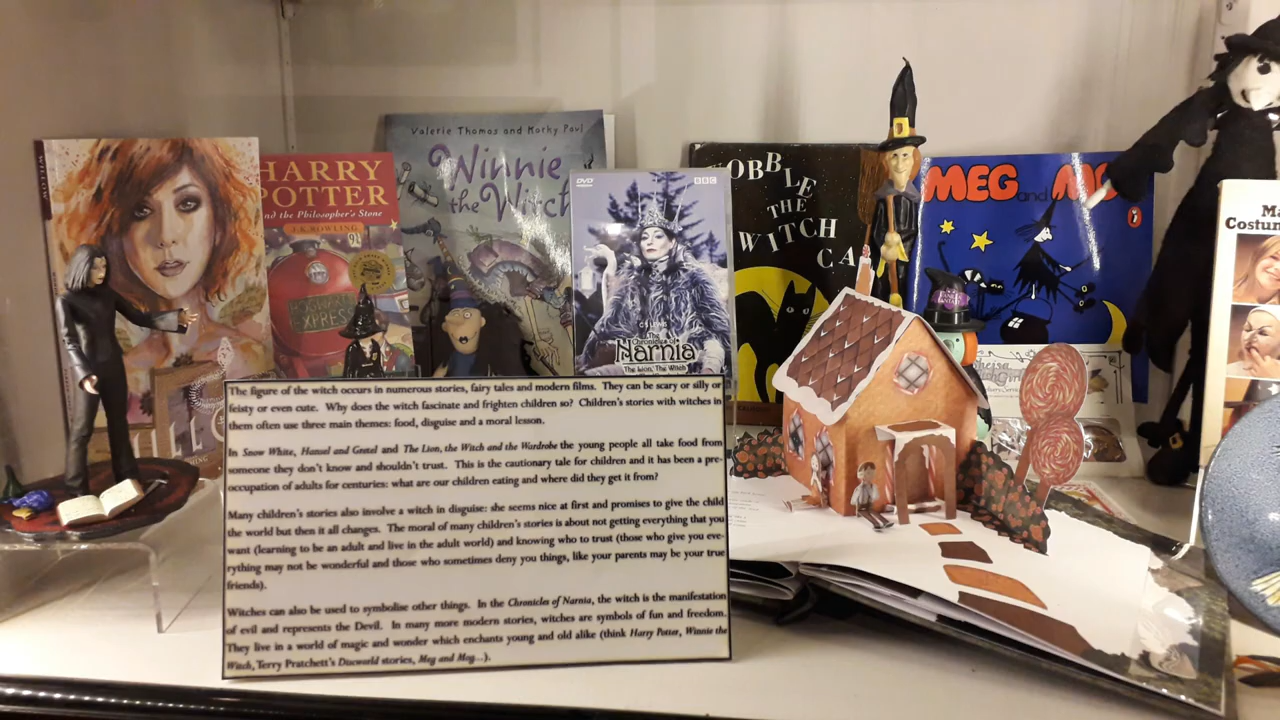 WILLOW
HARRY
POTTER
and the Philosopher's Stone
J.K.ROWLING
Valerie Thomas and Korky Paul
Winnie
the Witch
DVD
BBC
C S LEWIS
The Chronicles of
Narnia
The Lion, The Witch
OBBLE
THE
WITCH
CA
MEG and M
Ma
Costum
The figure of the witch occurs in numerous stories, fairy tales and modern films. They can be scary or silly or
feisty or even cute. Why does the witch fascinate and frighten children so? Children's stories with witches in
them often use three main themes: food, disguise and a moral lesson.
In Snow White, Hansel and Gretel and The Lion, the Witch and the Wardrobe the young people all take food from
someone they don't know and shouldn't trust. This is the cautionary tale for children and it has been a pre-
occupation of adults for centuries: what are our children eating and where did they get it from?
Many children's stories also involve a witch in disguise: she seems nice at first and promises to give the child
the world but then it all changes. The moral of many children's stories is about not getting everything that you
want (learning to be an adult and live in the adult world) and knowing who to trust (those who give you eve-
rything may not be wonderful and those who sometimes deny you things, like your parents may be your true
friends).
Witches can also be used to symbolise other things. In the Chronicles of Narnia, the witch is the manifestation
of evil and represents the Devil. In many more modern stories, witches are symbols of fun and freedom.
They live in a world of magic and wonder which enchants young and old alike (think Harry Potter, Winnie the
Witch, Terry Pratchett's Discworld stories, Meg and Mog...).